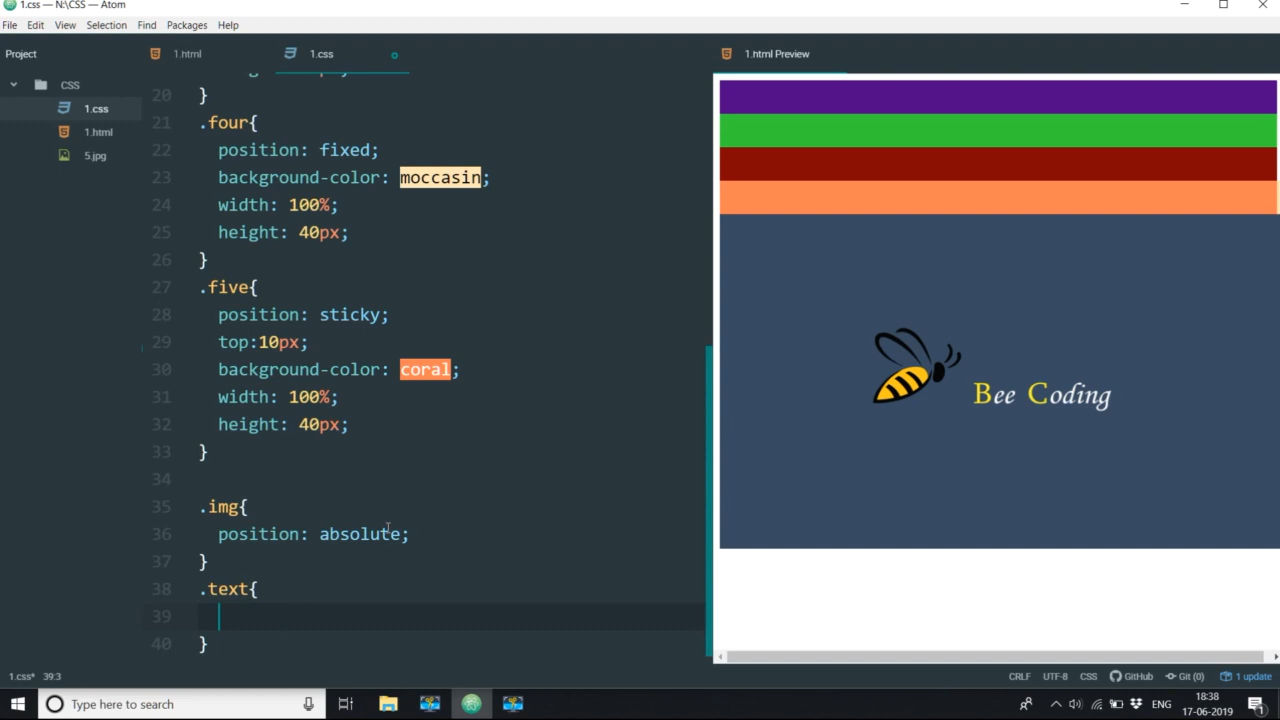 1.css — N:\CSS — Atom
File Edit View Selection Find Packages Help
Project
1.html
1.css
1.html Preview
CSS
1.css
1.html
5.jpg
20 }
21 .four{
22 position: fixed;
23 background-color: moccasin;
24 width: 100%;
25 height: 40px;
26 }
27 .five{
28 position: sticky;
29 top:10px;
30 background-color: coral;
31 width: 100%;
32 height: 40px;
33 }
34
35 .img{
36 position: absolute;
37 }
38 .text{
39
40 }
Bee Coding
1.css* 39:3
CRLF UTF-8 CSS GitHub Git (0) 1 update
Type here to search
ENG
18:38
17-06-2019
1